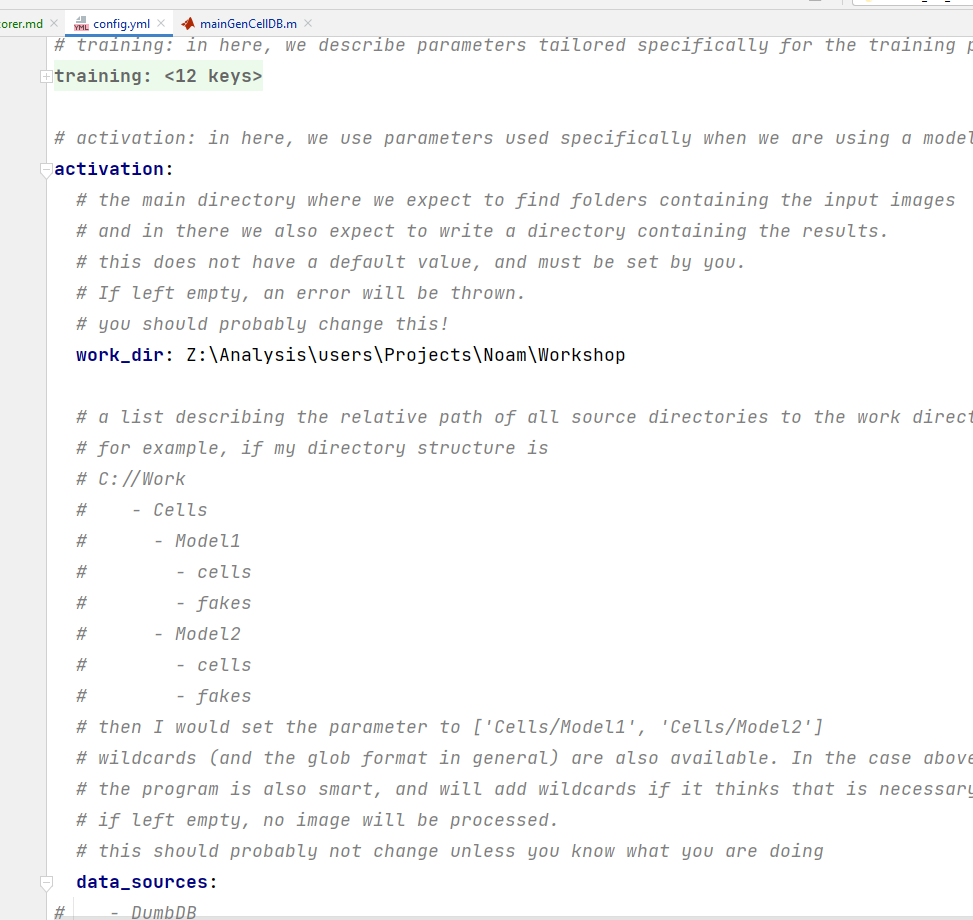 orer.md × config.yml × mainGenCellDB.m ×
# training: in here, we describe parameters tailored specifically for the training
training: <12 keys>
# activation: in here, we use parameters used specifically when we are using a model
activation:
# the main directory where we expect to find folders containing the input images
# and in there we also expect to write a directory containing the results.
# this does not have a default value, and must be set by you.
# If left empty, an error will be thrown.
# you should probably change this!
work_dir: Z:\Analysis\users\Projects\Noam\Workshop
# a list describing the relative path of all source directories to the work direct
# for example, if my directory structure is
# C://Work
#    - Cells
#      - Model1
#        - cells
#        - fakes
#      - Model2
#        - cells
#        - fakes
# then I would set the parameter to ['Cells/Model1', 'Cells/Model2']
# wildcards (and the glob format in general) are also available. In the case above
# the program is also smart, and will add wildcards if it thinks that is necessary
# if left empty, no image will be processed.
# this should probably not change unless you know what you are doing
data_sources:
#    - DumbDB